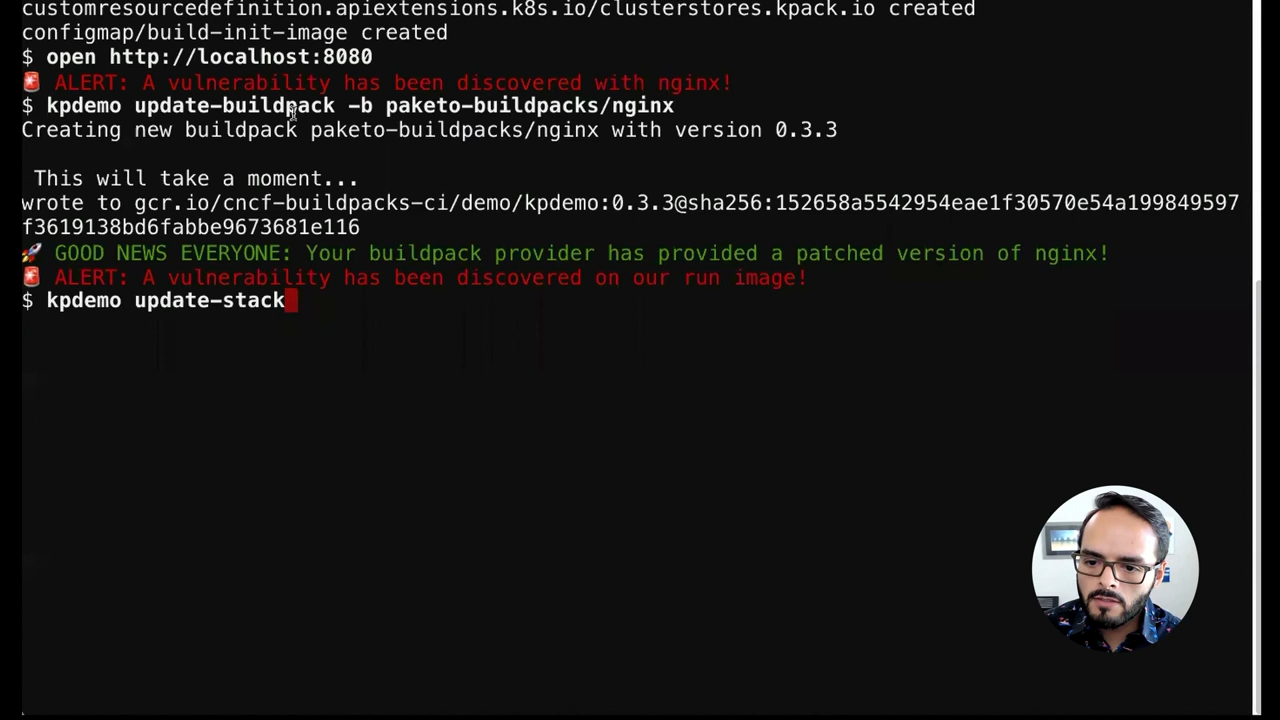 customresourcedefinition.apiextensions.k8s.io/clusterstores.kpack.io created
configmap/build-init-image created
$ open http://localhost:8080
🚨 ALERT: A vulnerability has been discovered with nginx!
$ kpdemo update-buildpack -b paketo-buildpacks/nginx
Creating new buildpack paketo-buildpacks/nginx with version 0.3.3
This will take a moment...
wrote to gcr.io/cncf-buildpacks-ci/demo/kpdemo:0.3.3@sha256:152658a5542954eae1f30570e54a199849597
f3619138bd6fabbe9673681e116
🚀 GOOD NEWS EVERYONE: Your buildpack provider has provided a patched version of nginx!
🚨 ALERT: A vulnerability has been discovered on our run image!
$ kpdemo update-stack